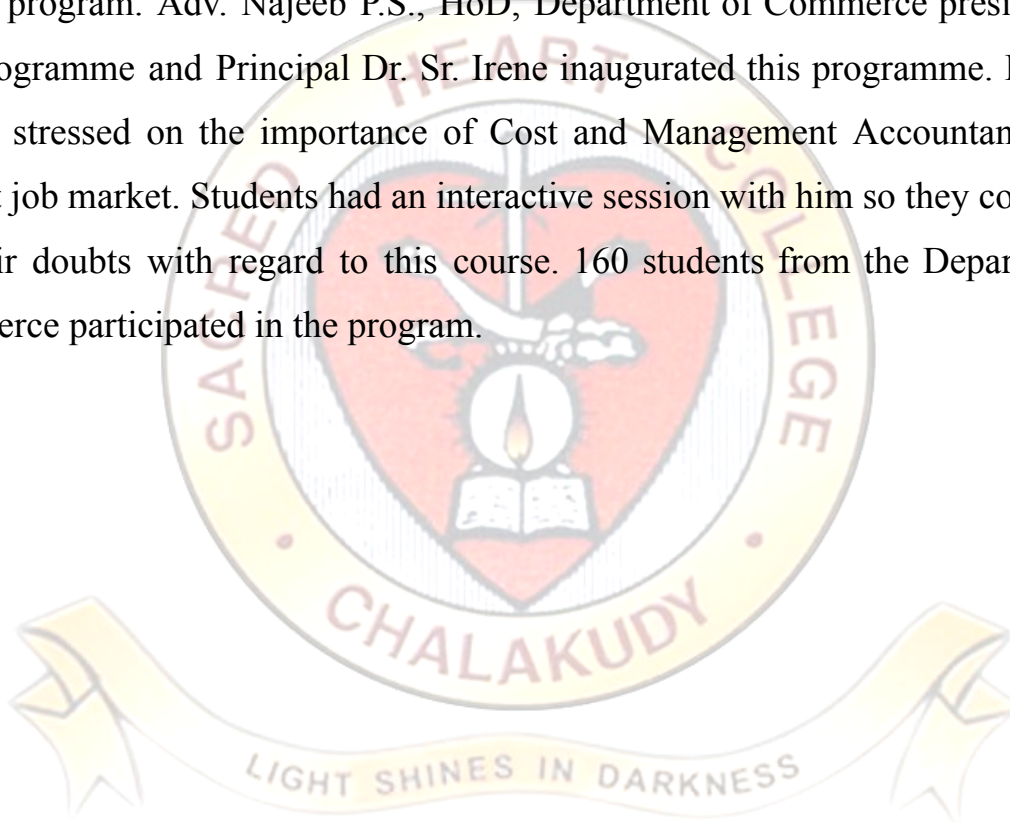 program. Adv. Najeeb P.S., HoD, Department of Commerce presi
ogramme and Principal Dr. Sr. Irene inaugurated this programme.
stressed on the importance of Cost and Management Accountan
t job market. Students had an interactive session with him so they co
ir doubts with regard to this course. 160 students from the Depar
erce participated in the program.
SACRED HEART COLLEGE
CHALAKUDY
LIGHT SHINES IN DARKNESS